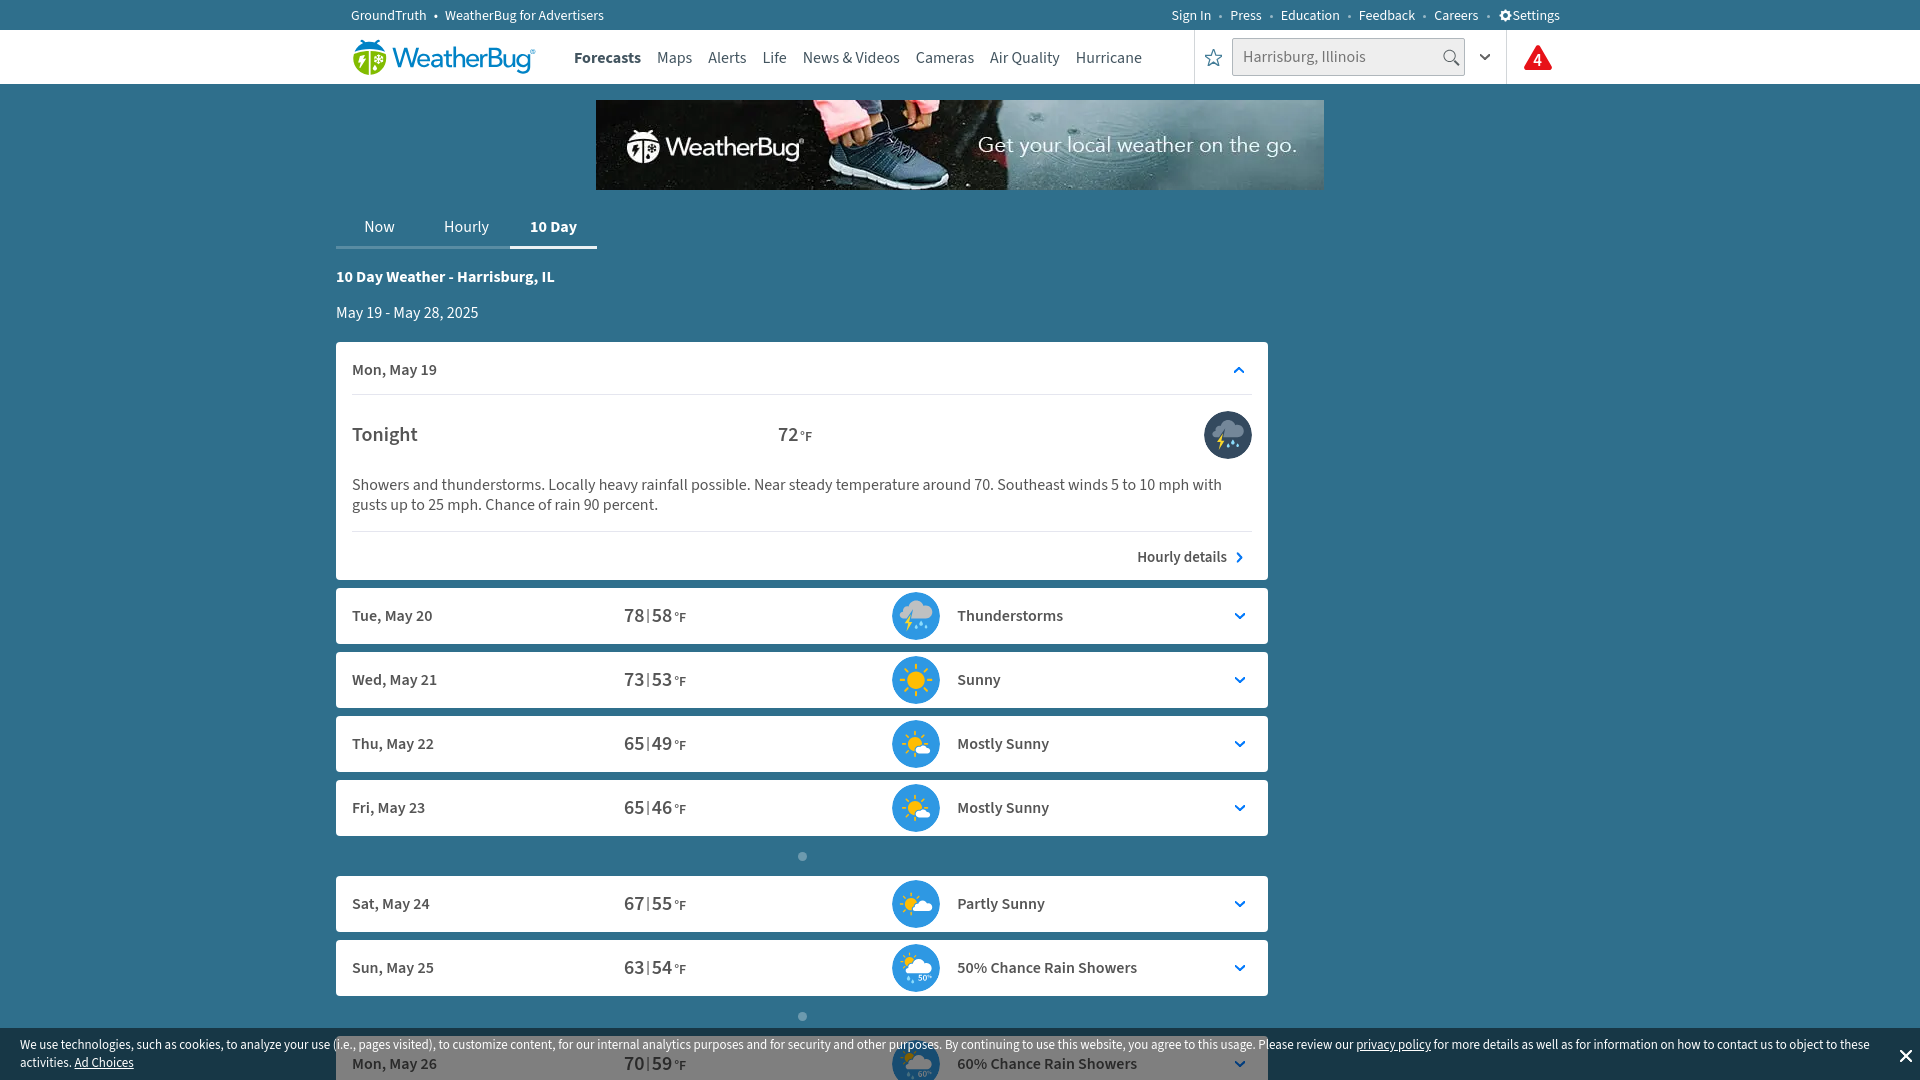 GroundTruth • WeatherBug for Advertisers
Sign In • Press • Education • Feedback • Careers • Settings
WeatherBug
Forecasts Maps Alerts Life News & Videos Cameras Air Quality Hurricane
Harrisburg, Illinois
4
WeatherBug
Get your local weather on the go.
Now Hourly 10 Day
10 Day Weather - Harrisburg, IL
May 19 - May 28, 2025
Mon, May 19
Tonight 72 °F
Showers and thunderstorms. Locally heavy rainfall possible. Near steady temperature around 70. Southeast winds 5 to 10 mph with
gusts up to 25 mph. Chance of rain 90 percent.
Hourly details
Tue, May 20 78|58 °F Thunderstorms
Wed, May 21 73|53 °F Sunny
Thu, May 22 65|49 °F Mostly Sunny
Fri, May 23 65|46 °F Mostly Sunny
Sat, May 24 67|55 °F Partly Sunny
Sun, May 25 63|54 °F 50% 50% Chance Rain Showers
We use technologies, such as cookies, to analyze your use (i.e., pages visited), to customize content, for our internal analytics purposes and for security and other purposes. By continuing to use this website, you agree to this usage. Please review our privacy policy for more details as well as for information on how to contact us to object to these
activities. Ad Choices
Mon, May 26 70|59 °F 60% 60% Chance Rain Showers